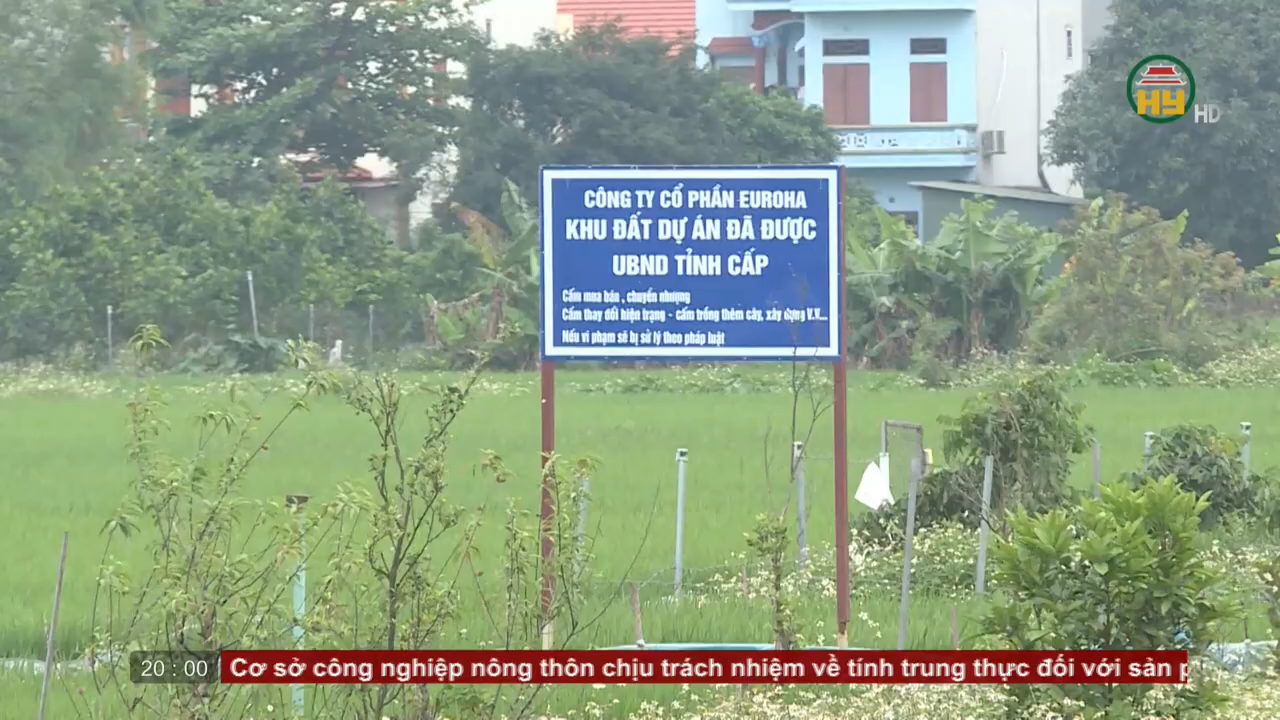 HY HD
CÔNG TY CỔ PHẦN EUROHA
KHU ĐẤT DỰ ÁN ĐÃ ĐƯỢC
UBND TỈNH CẤP
Cấm mua bán , chuyển nhượng
Cấm thay đổi hiện trạng - cấm trồng thêm cây, xây dựng V.V...
Nếu vi phạm sẽ bị sử lý theo pháp luật
20 : 00 Cơ sở công nghiệp nông thôn chịu trách nhiệm về tính trung thực đối với sản p